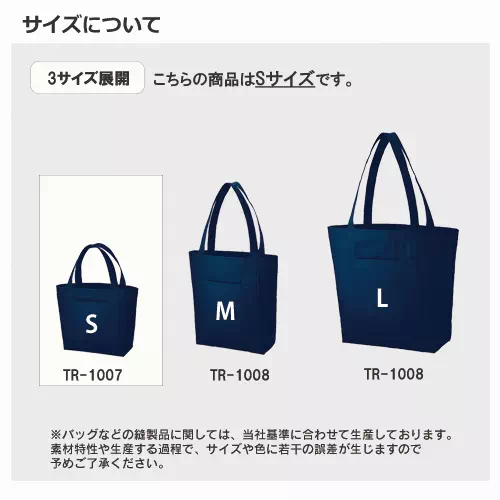 サイズについて
3サイズ展開
こちらの商品はSサイズです。
S
M
L
TR-1007
TR-1008
TR-1008
※バッグなどの縫製品に関しては、当社基準に合わせて生産しております。
素材特性や生産する過程で、サイズや色に若干の誤差が生じますので
予めご了承ください。